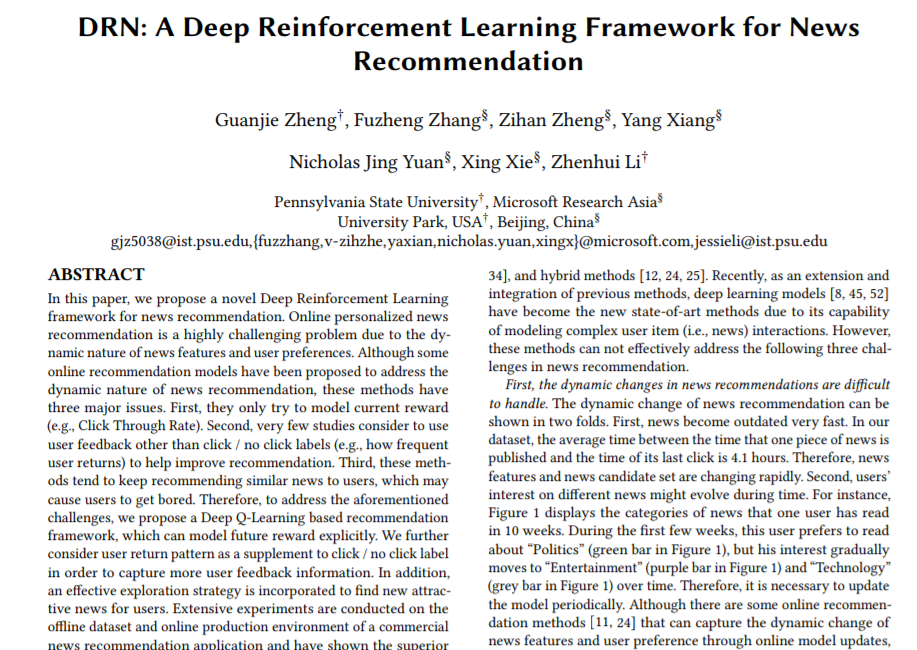 DRN: A Deep Reinforcement Learning Framework for News
Recommendation
Guanjie Zheng†, Fuzheng Zhang§, Zihan Zheng§, Yang Xiang§
Nicholas Jing Yuan§, Xing Xie§, Zhenhui Li†
Pennsylvania State University†, Microsoft Research Asia§
University Park, USA†, Beijing, China§
gjz5038@ist.psu.edu,{fuzzhang,v-zihzhe,yaxian,nicholas.yuan,xingx}@microsoft.com,jessieli@ist.psu.edu
ABSTRACT
In this paper, we propose a novel Deep Reinforcement Learning
framework for news recommendation. Online personalized news
recommendation is a highly challenging problem due to the dy-
namic nature of news features and user preferences. Although some
online recommendation models have been proposed to address the
dynamic nature of news recommendation, these methods have
three major issues. First, they only try to model current reward
(e.g., Click Through Rate). Second, very few studies consider to use
user feedback other than click / no click labels (e.g., how frequent
user returns) to help improve recommendation. Third, these meth-
ods tend to keep recommending similar news to users, which may
cause users to get bored. Therefore, to address the aforementioned
challenges, we propose a Deep Q-Learning based recommendation
framework, which can model future reward explicitly. We further
consider user return pattern as a supplement to click / no click label
in order to capture more user feedback information. In addition,
an effective exploration strategy is incorporated to find new attrac-
tive news for users. Extensive experiments are conducted on the
offline dataset and online production environment of a commercial
news recommendation application and have shown the superior
34], and hybrid methods [12, 24, 25]. Recently, as an extension and
integration of previous methods, deep learning models [8, 45, 52]
have become the new state-of-art methods due to its capability
of modeling complex user item (i.e., news) interactions. However,
these methods can not effectively address the following three chal-
lenges in news recommendation.
First, the dynamic changes in news recommendations are difficult
to handle. The dynamic change of news recommendation can be
shown in two folds. First, news become outdated very fast. In our
dataset, the average time between the time that one piece of news is
published and the time of its last click is 4.1 hours. Therefore, news
features and news candidate set are changing rapidly. Second, users'
interest on different news might evolve during time. For instance,
Figure 1 displays the categories of news that one user has read
in 10 weeks. During the first few weeks, this user prefers to read
about “Politics” (green bar in Figure 1), but his interest gradually
moves to “Entertainment” (purple bar in Figure 1) and “Technology”
(grey bar in Figure 1) over time. Therefore, it is necessary to update
the model periodically. Although there are some online recommen-
dation methods [11, 24] that can capture the dynamic change of
news features and user preference through online model updates,